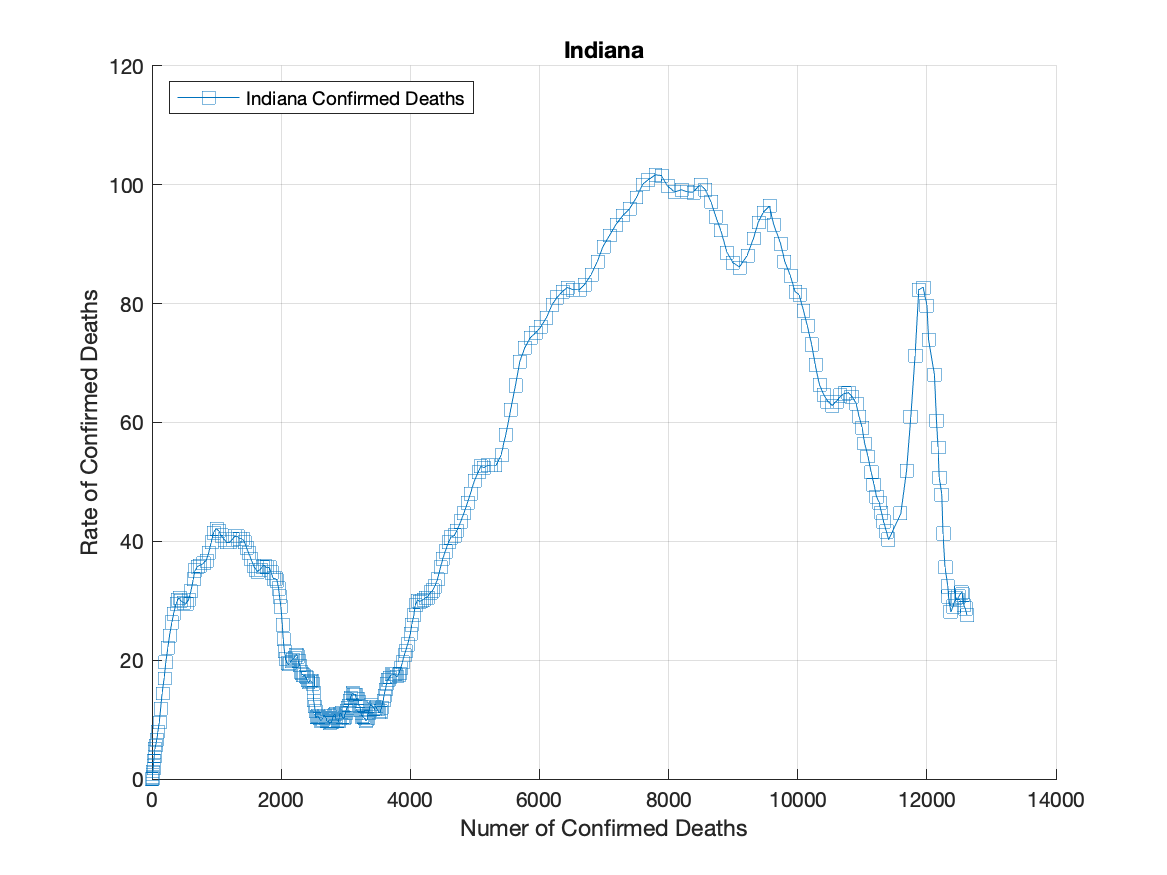 Indiana
120
Indiana Confirmed Deaths
100
80
60
40
20
0
Rate of Confirmed Deaths
0 2000 4000 6000 8000 10000 12000 14000
Numer of Confirmed Deaths